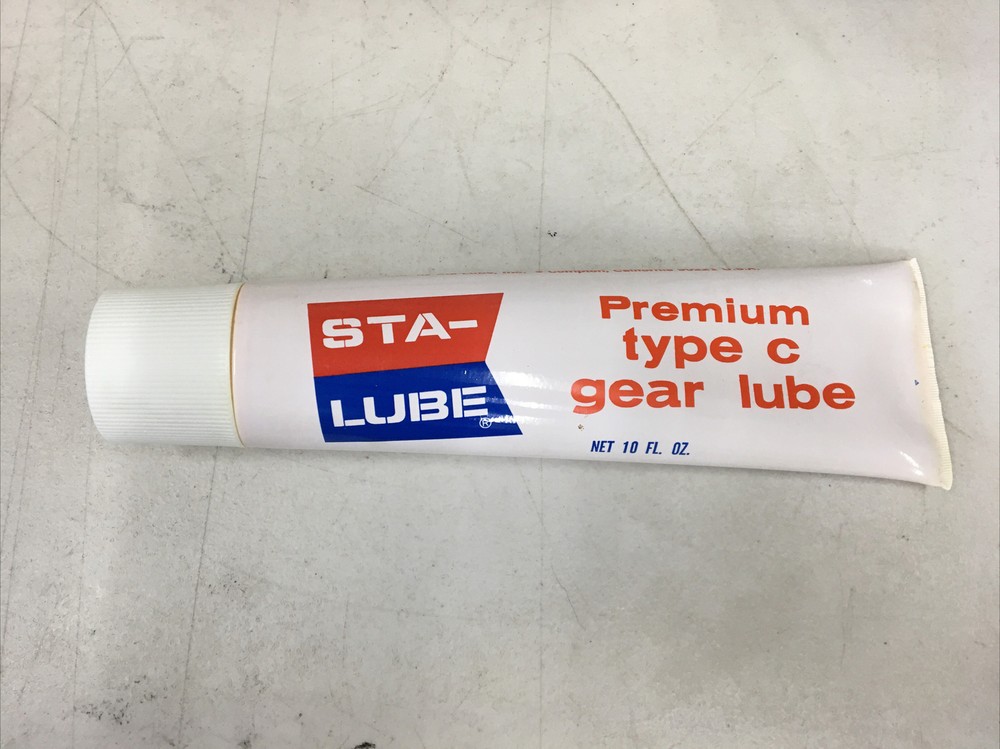 STA-
LUBE
®
Premium
type c
gear lube
NET 10 FL. OZ.